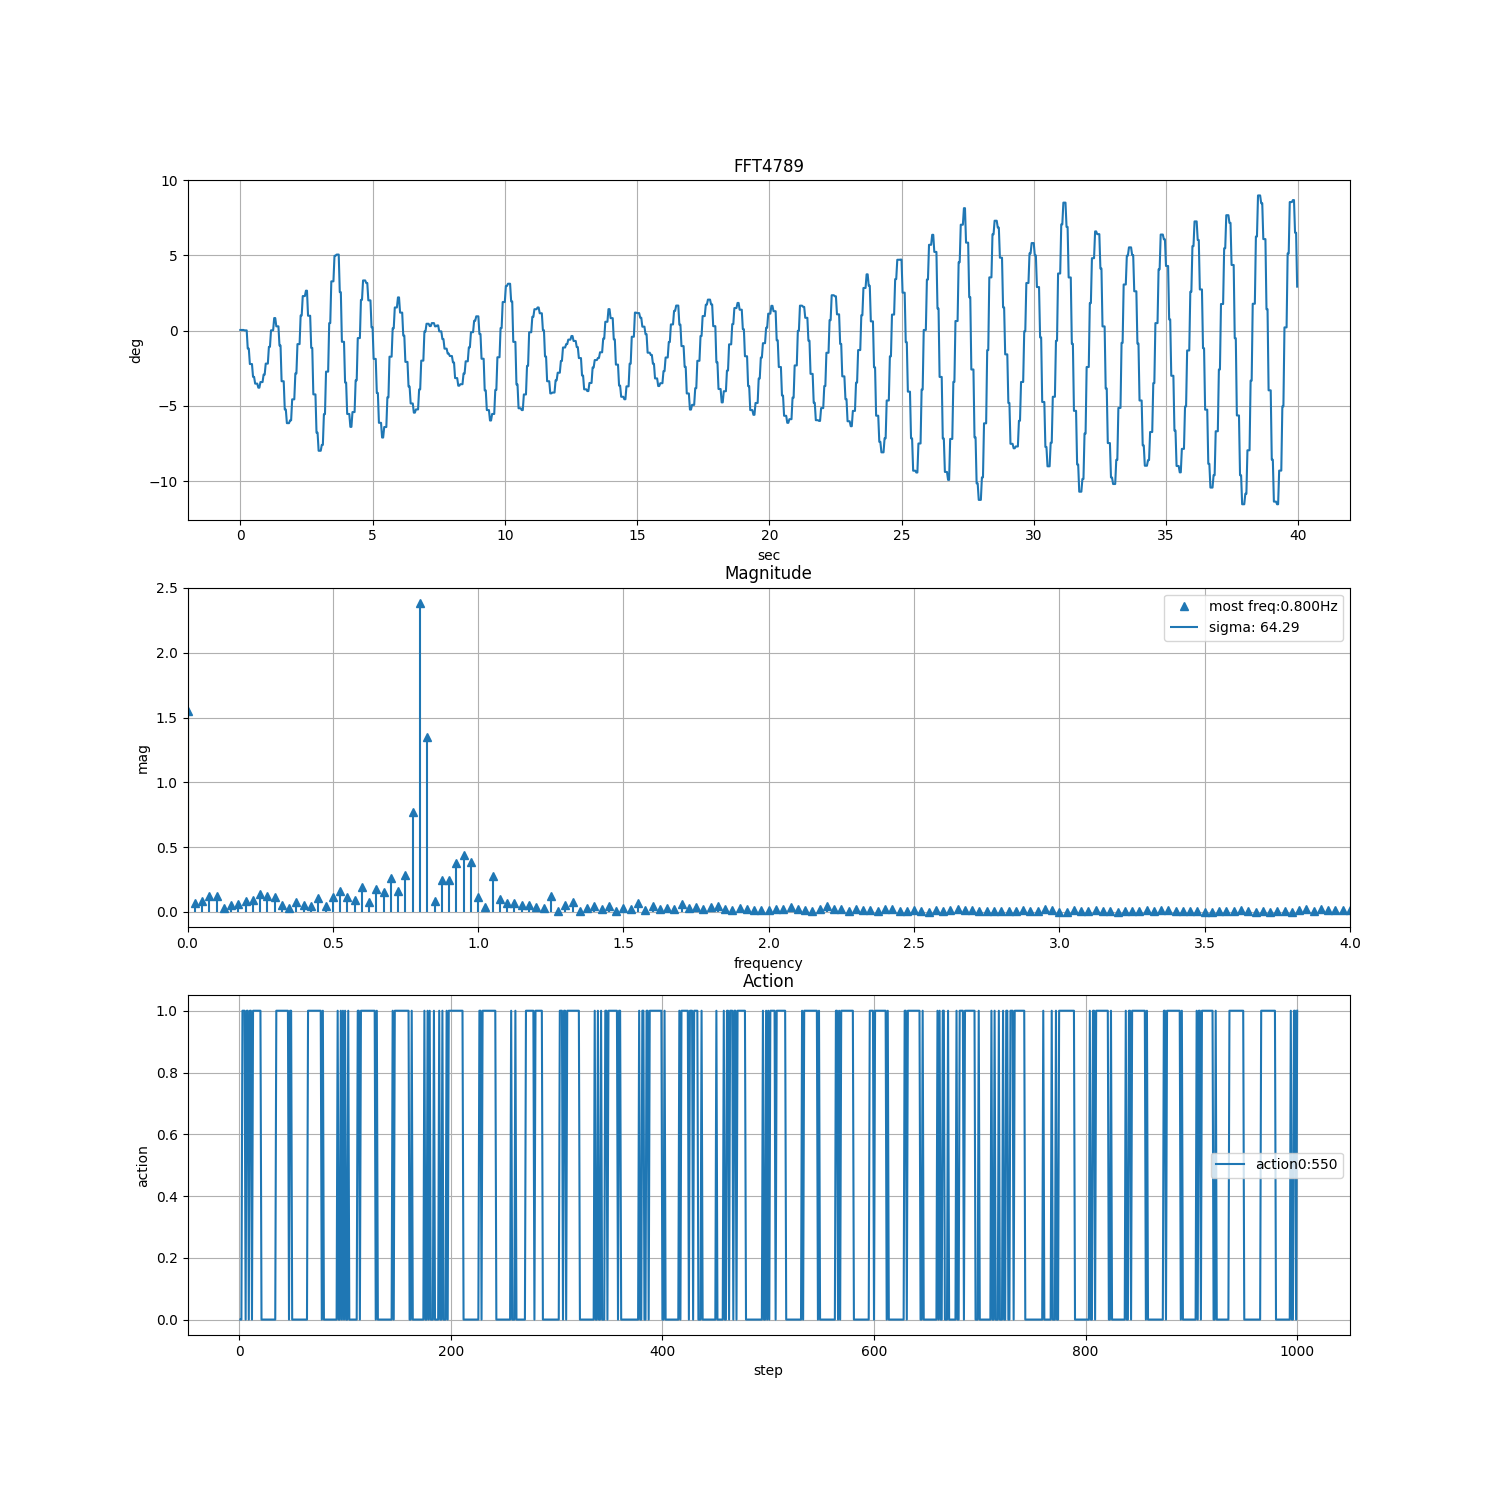 FFT4789
10
5
0
−5
−10
deg
0 5 10 15 20 25 30 35 40
sec
Magnitude
2.5
2.0
1.5
1.0
0.5
0.0
mag
most freq:0.800Hz
sigma: 64.29
0.0 0.5 1.0 1.5 2.0 2.5 3.0 3.5 4.0
frequency
Action
1.0
0.8
0.6
0.4
0.2
0.0
action
action0:550
0 200 400 600 800 1000
step